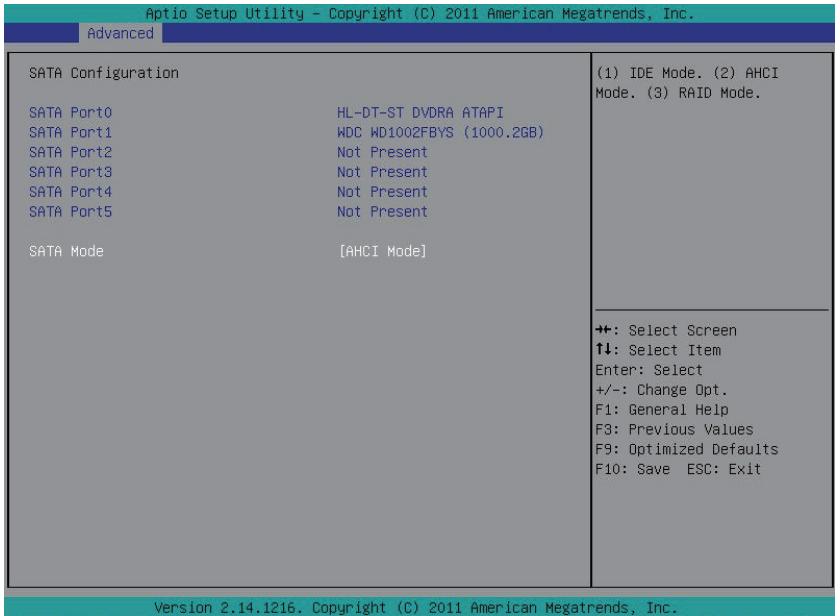 Aptio Setup Utility – Copyright (C) 2011 American Megatrends, Inc.
Advanced
SATA Configuration
SATA Port0 HL-DT-ST DVDRA ATAPI
SATA Port1 WDC WD1002FBYS (1000.2GB)
SATA Port2 Not Present
SATA Port3 Not Present
SATA Port4 Not Present
SATA Port5 Not Present
SATA Mode [AHCI Mode]
(1) IDE Mode. (2) AHCI
Mode. (3) RAID Mode.
→←: Select Screen
↑↓: Select Item
Enter: Select
+/-: Change Opt.
F1: General Help
F3: Previous Values
F9: Optimized Defaults
F10: Save ESC: Exit
Version 2.14.1216. Copyright (C) 2011 American Megatrends, Inc.